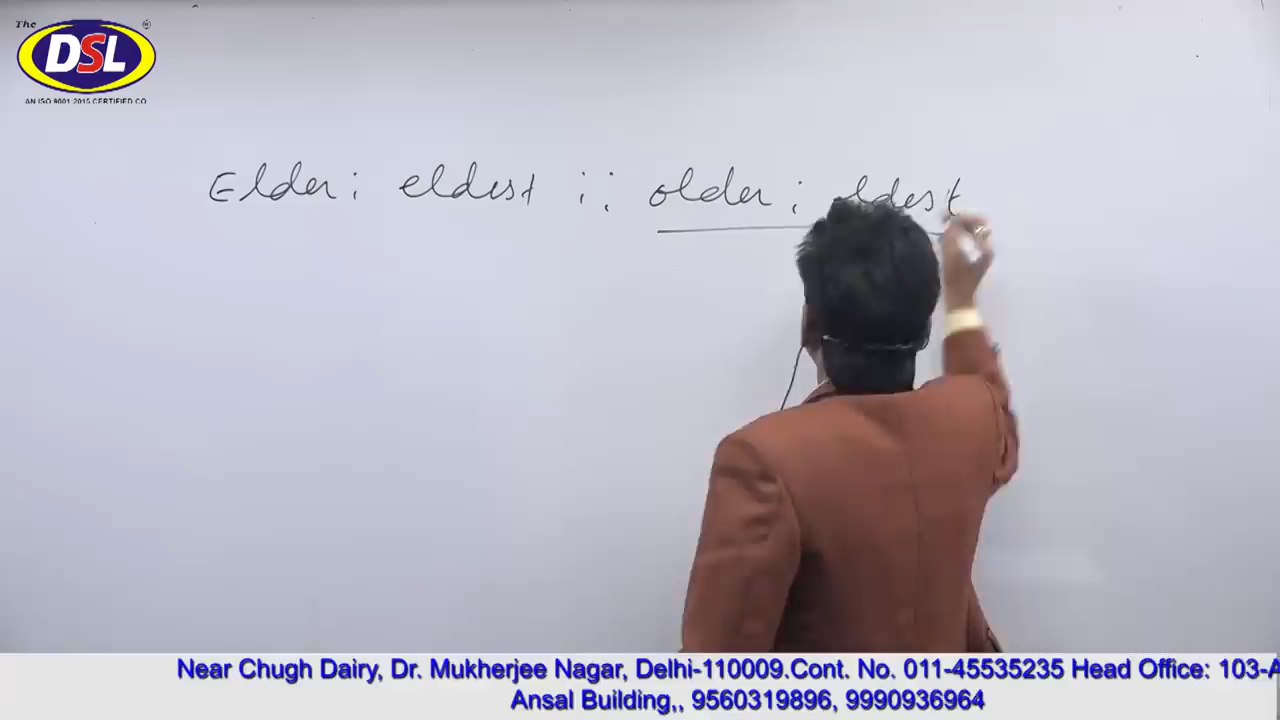 The
DSL
®
AN ISO 9001:2015 CERTIFIED CO
Elder; eldest :: older; oldest
Near Chugh Dairy, Dr. Mukherjee Nagar, Delhi-110009.Cont. No. 011-45535235 Head Office: 103-A
Ansal Building,, 9560319896, 9990936964